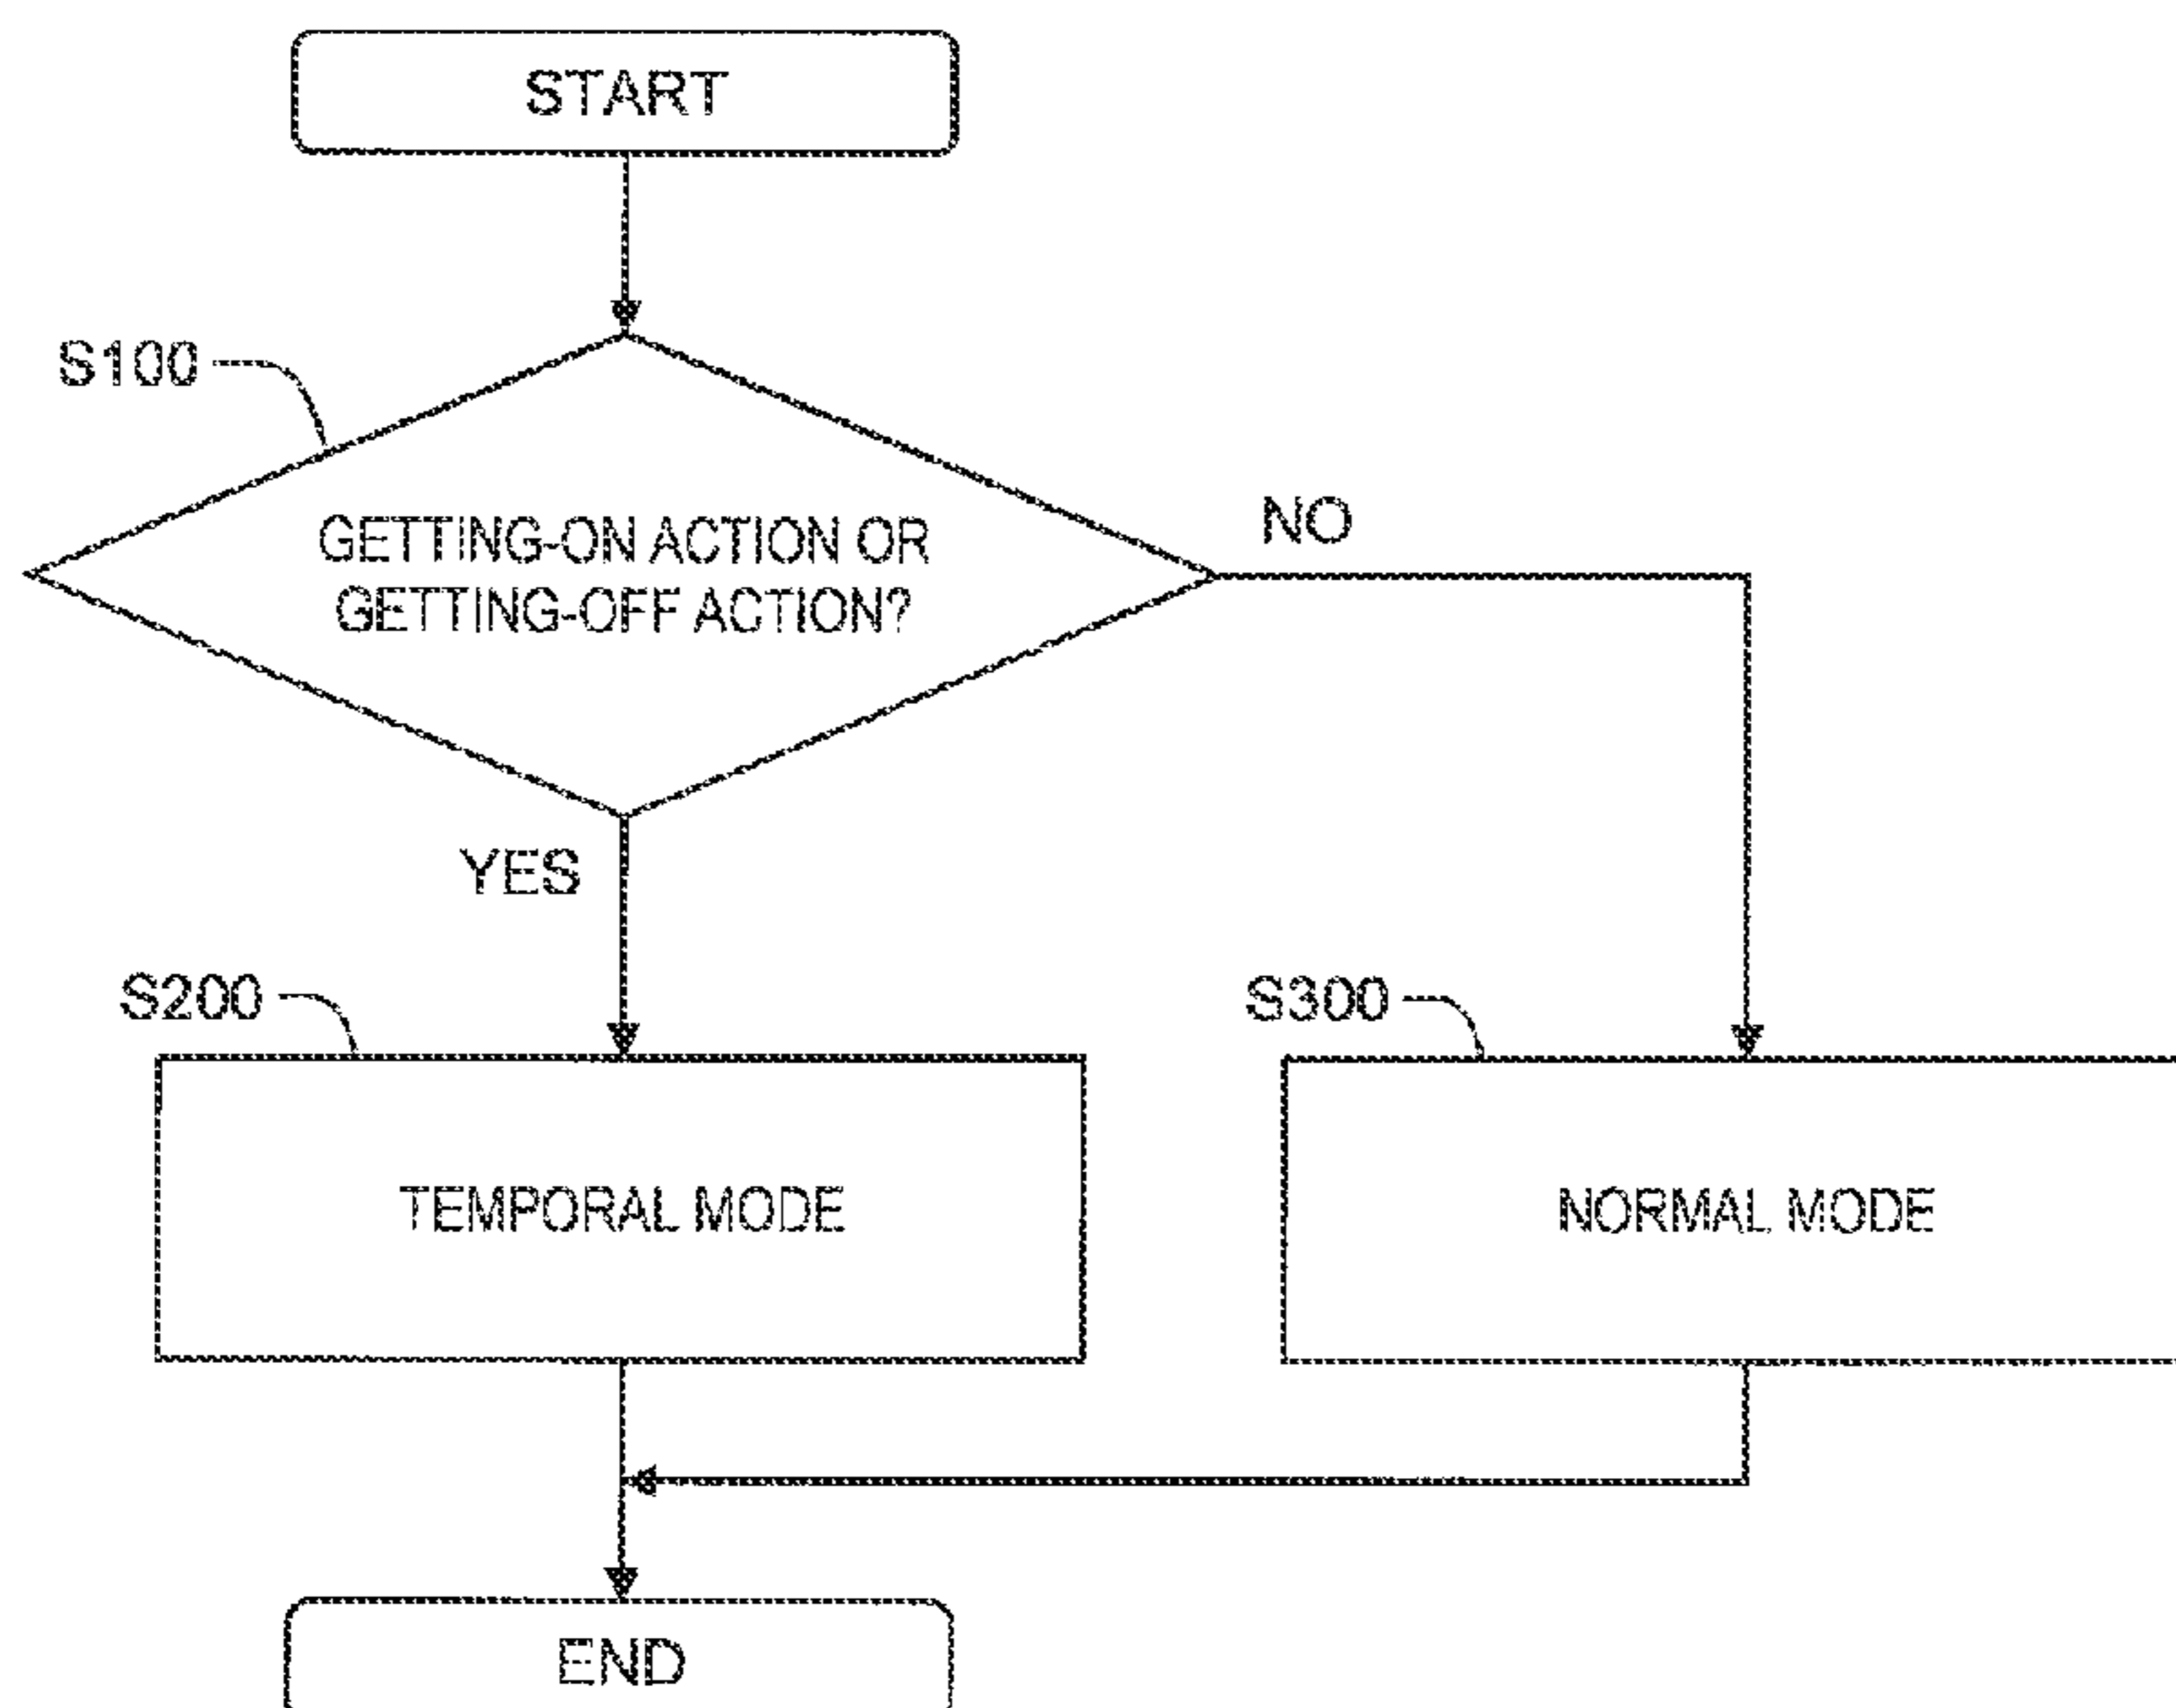 START
S100
GETTING-ON ACTION OR
GETTING-OFF ACTION?
NO
YES
S200
S300
TEMPORAL MODE
NORMAL MODE
END